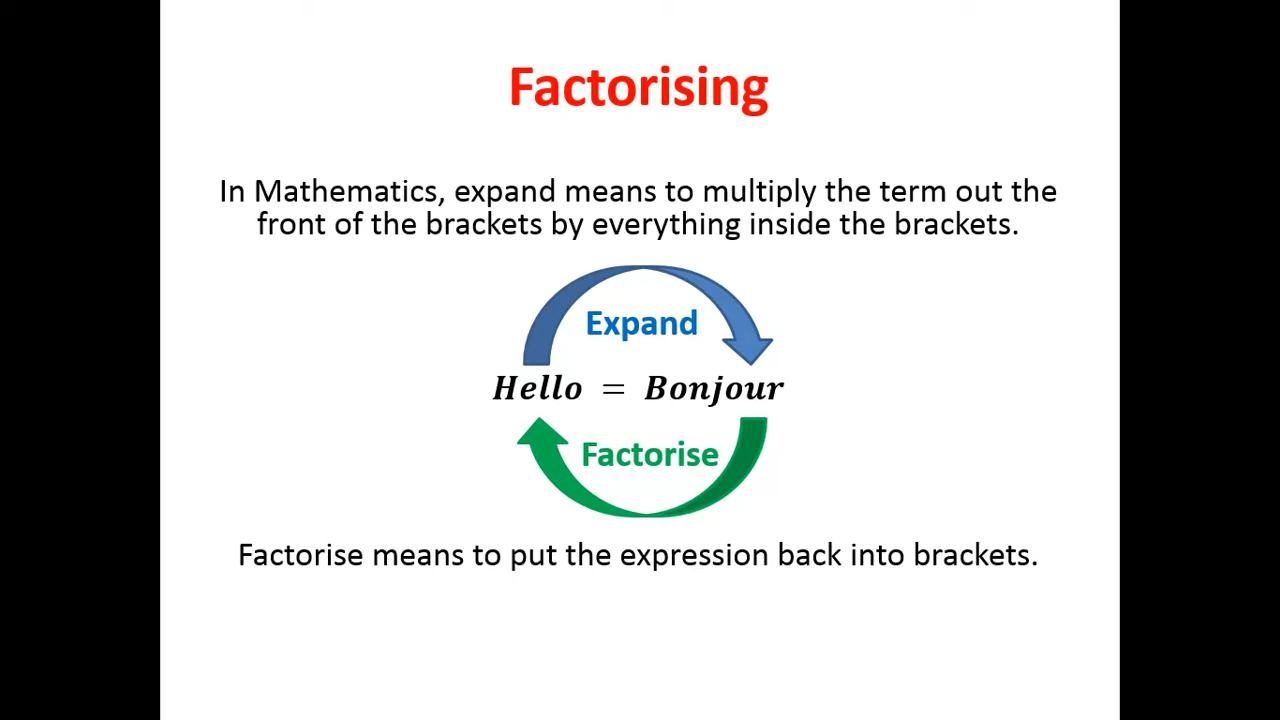 Factorising
In Mathematics, expand means to multiply the term out the
front of the brackets by everything inside the brackets.
Expand
Hello = Bonjour
Factorise
Factorise means to put the expression back into brackets.